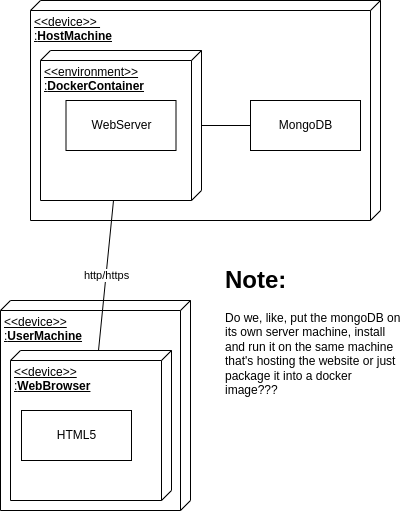 <<device>>
:HostMachine
<<environment>>
:DockerContainer
WebServer
MongoDB
http/https
<<device>>
:UserMachine
<<device>>
:WebBrowser
HTML5
Note:
Do we, like, put the mongoDB on
its own server machine, install
and run it on the same machine
that's hosting the website or just
package it into a docker
image???